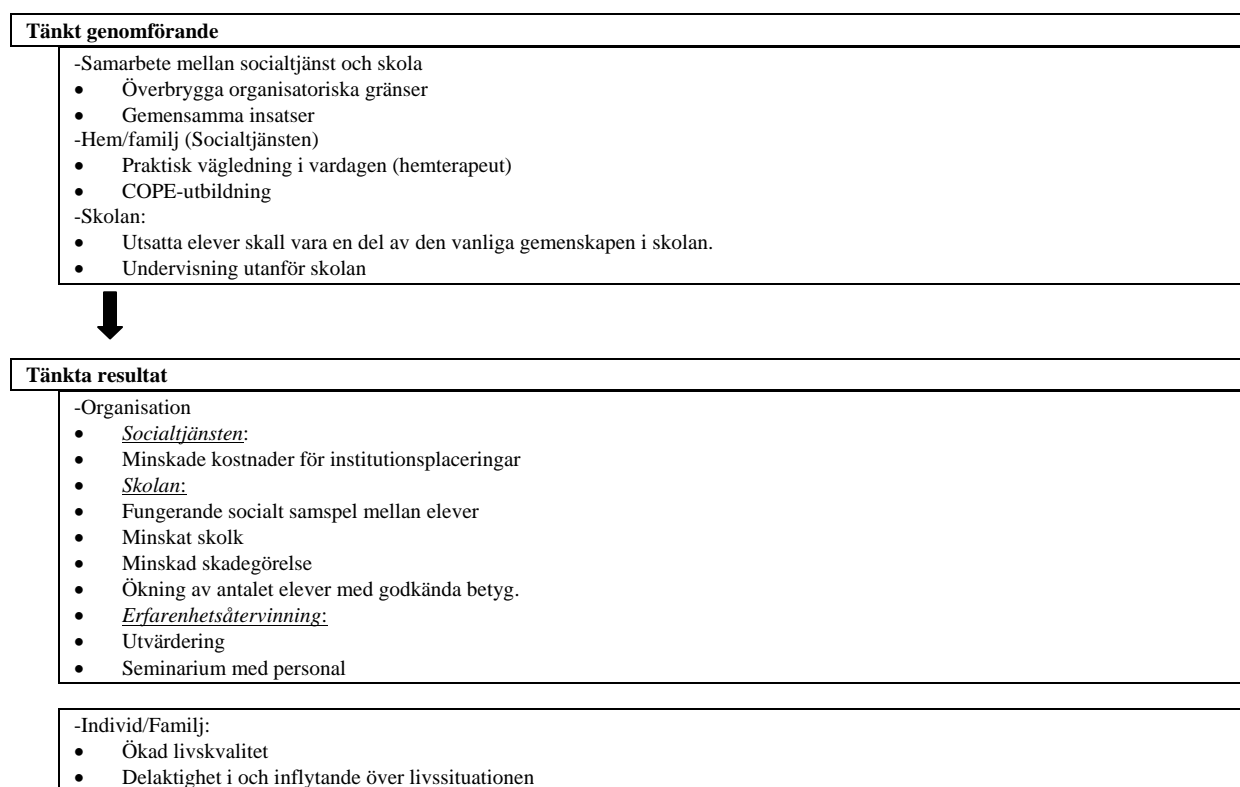 Tänkt genomförande
-Samarbete mellan socialtjänst och skola
• Överbrygga organisatoriska gränser
• Gemensamma insatser
-Hem/familj (Socialtjänsten)
• Praktisk vägledning i vardagen (hemterapeut)
• COPE-utbildning
-Skolan:
• Utsatta elever skall vara en del av den vanliga gemenskapen i skolan.
• Undervisning utanför skolan
Tänkta resultat
-Organisation
• Socialtjänsten:
• Minskade kostnader för institutionsplaceringar
• Skolan:
• Fungerande socialt samspel mellan elever
• Minskat skolk
• Minskad skadegörelse
• Ökning av antalet elever med godkända betyg.
• Erfarenhetsåtervinning:
• Utvärdering
• Seminarium med personal
-Individ/Familj:
• Ökad livskvalitet
• Delaktighet i och inflytande över livssituationen